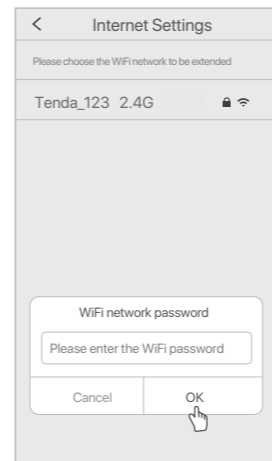 Internet Settings
Please choose the WiFi network to be extended
Tenda_123 2.4G
WiFi network password
Please enter the WiFi password
Cancel OK